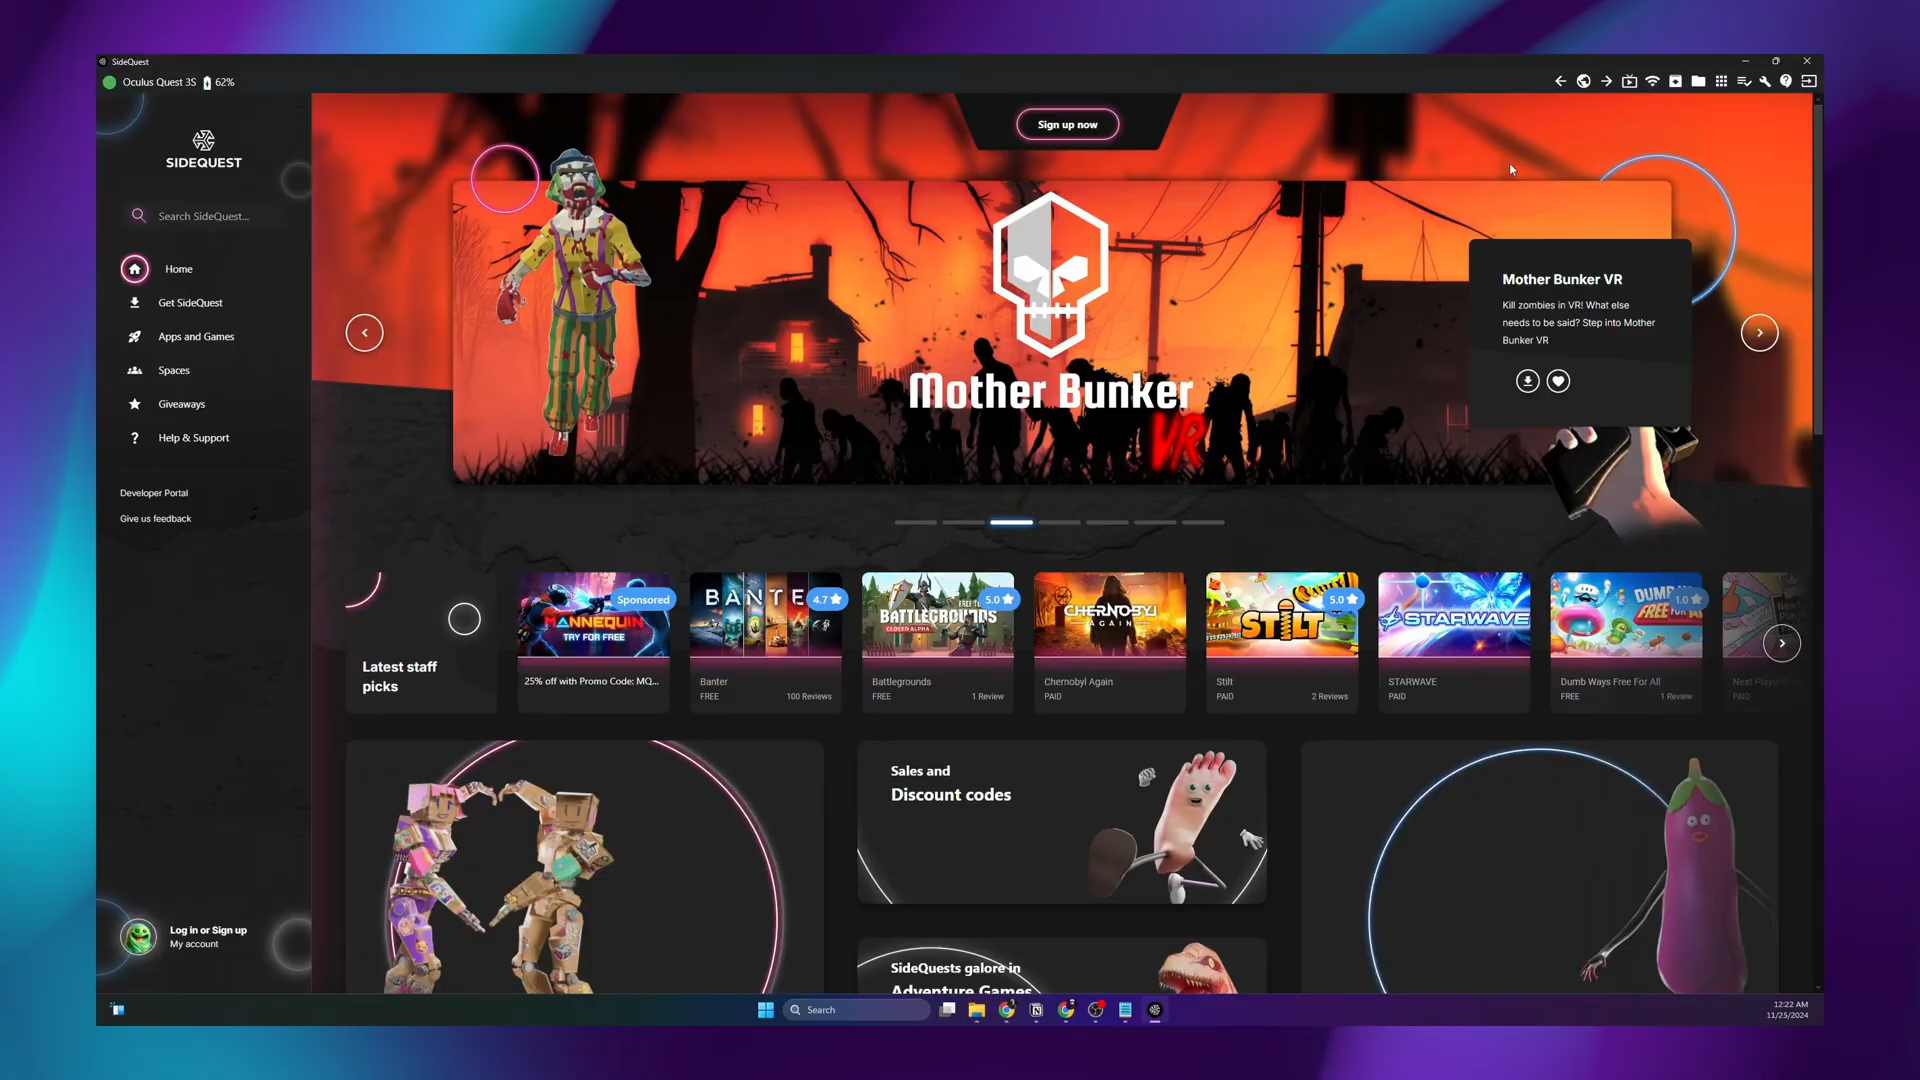 SideQuest
Oculus Quest 3S 62%
SIDEQUEST
Search SideQuest...
Home
Get SideQuest
Apps and Games
Spaces
Giveaways
Help & Support
Developer Portal
Give us feedback
Log in or Sign up
My account
Sign up now
Mother Bunker
VR
Mother Bunker VR
Kill zombies in VR! What else
needs to be said? Step into Mother
Bunker VR
Latest staff
picks
Sponsored
MANNEQUIN
TRY FOR FREE
25% off with Promo Code: MQ...
BANTE
4.7
Banter
FREE 100 Reviews
5.0
BATTLEGROUNDS
CLOSED ALPHA
Battlegrounds
FREE 1 Review
CHERNOBYL
AGAIN
Chernobyl Again
PAID
5.0
STILT
Stilt
PAID 2 Reviews
STARWAVE
STARWAVE
PAID
DUMB
FREE
1.0
Dumb Ways Free For All
FREE 1 Review
Next
PAID
Sales and
Discount codes
SideQuests galore in
Adventure Games
Search
12:22 AM
11/25/2024